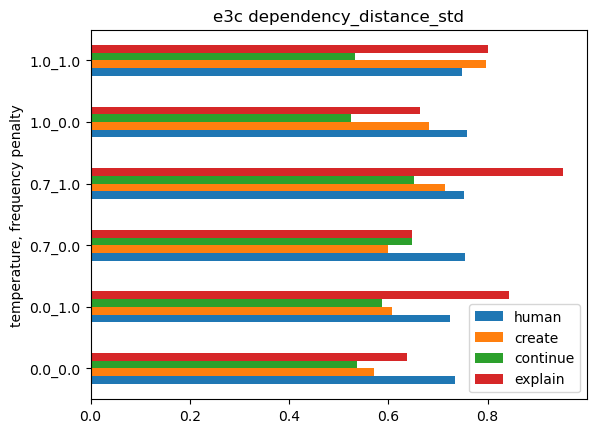 e3c dependency_distance_std
temperature, frequency penalty
1.0_1.0
1.0_0.0
0.7_1.0
0.7_0.0
0.0_1.0
0.0_0.0
human
create
continue
explain
0.0
0.2
0.4
0.6
0.8